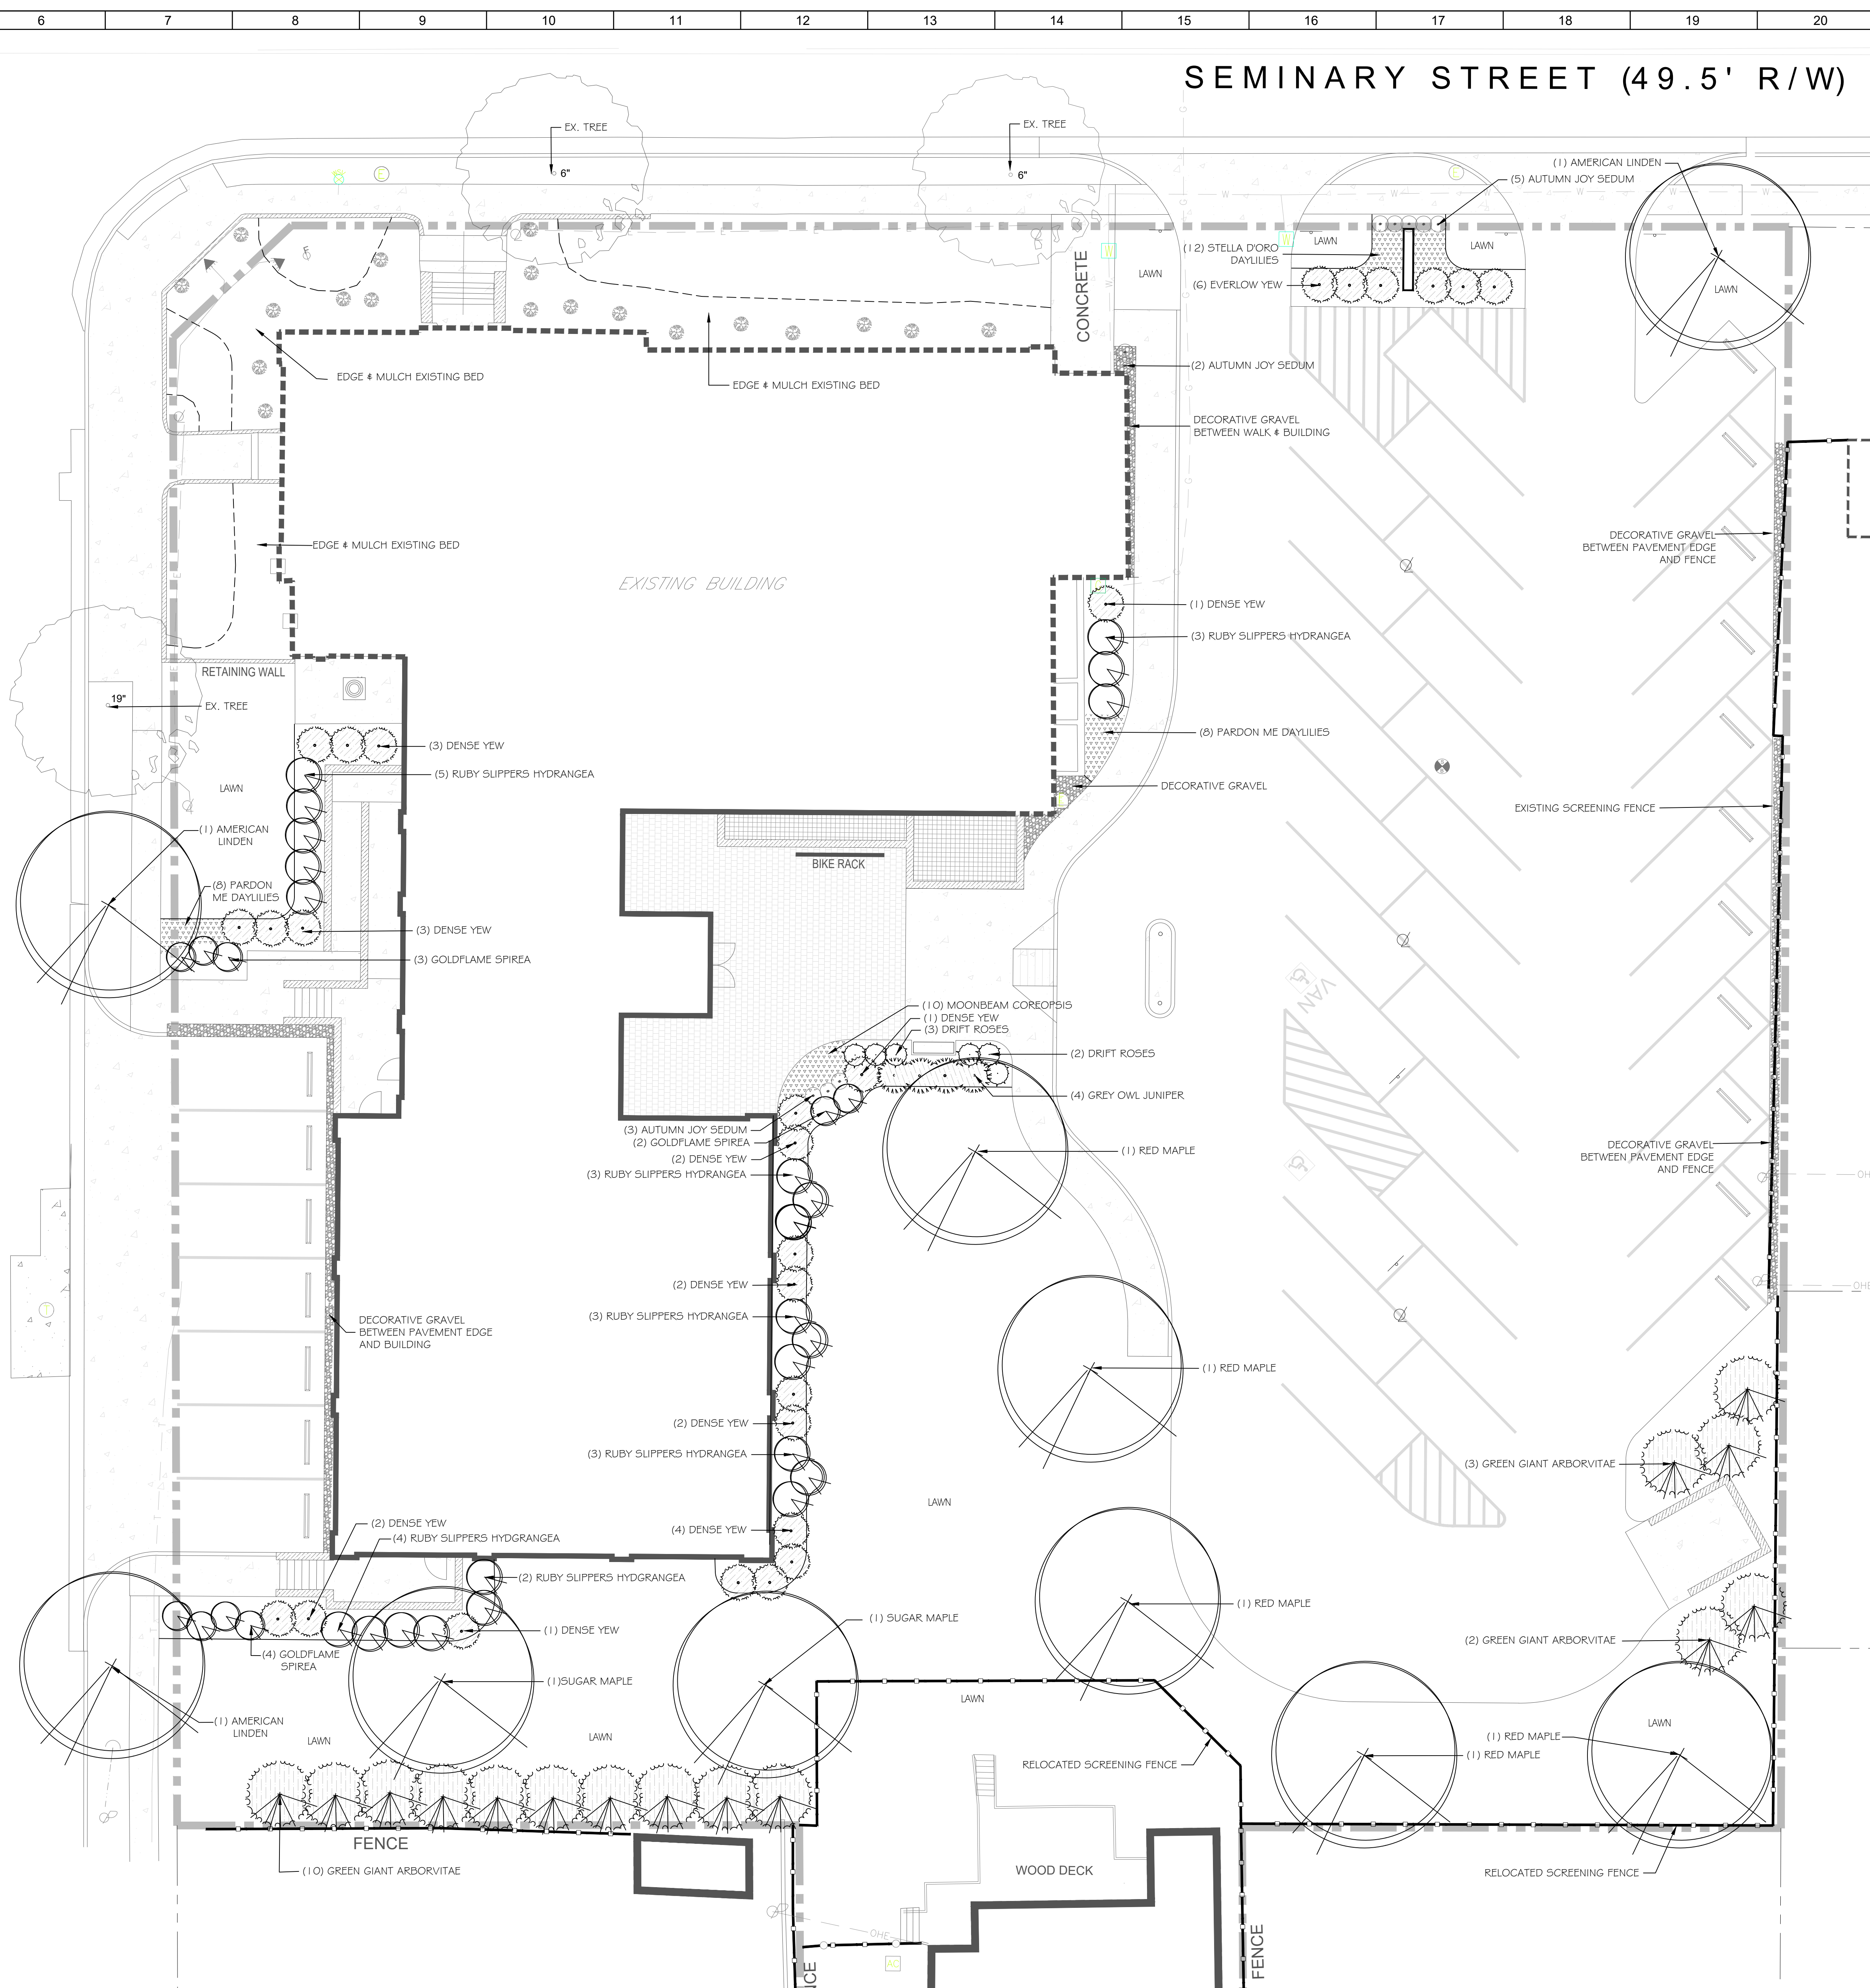 6 7 8 9 10 11 12 13 14 15 16 17 18 19 20
SEMINARY STREET (49.5' R/W)
EX. TREE
6"
EX. TREE
6"
(1) AMERICAN LINDEN
(5) AUTUMN JOY SEDUM
E
E
W
W
W
W
W
W
W
G
G
G
G
G
(12) STELLA D'ORO
DAYLILIES
LAWN
LAWN
LAWN
LAWN
(6) EVERLOW YEW
CONCRETE
(2) AUTUMN JOY SEDUM
EDGE & MULCH EXISTING BED
EDGE & MULCH EXISTING BED
DECORATIVE GRAVEL
BETWEEN WALK & BUILDING
EDGE & MULCH EXISTING BED
EXISTING BUILDING
DECORATIVE GRAVEL
BETWEEN PAVEMENT EDGE
AND FENCE
(1) DENSE YEW
(3) RUBY SLIPPERS HYDRANGEA
RETAINING WALL
19"
EX. TREE
(8) PARDON ME DAYLILIES
(3) DENSE YEW
(5) RUBY SLIPPERS HYDRANGEA
LAWN
DECORATIVE GRAVEL
EXISTING SCREENING FENCE
(1) AMERICAN
LINDEN
BIKE RACK
(8) PARDON
ME DAYLILIES
(3) DENSE YEW
(3) GOLDFLAME SPIREA
VAN
(10) MOONBEAM COREOPSIS
(1) DENSE YEW
(3) DRIFT ROSES
(2) DRIFT ROSES
(4) GREY OWL JUNIPER
(3) AUTUMN JOY SEDUM
(2) GOLDFLAME SPIREA
(2) DENSE YEW
(3) RUBY SLIPPERS HYDRANGEA
(1) RED MAPLE
DECORATIVE GRAVEL
BETWEEN PAVEMENT EDGE
AND FENCE
(2) DENSE YEW
(3) RUBY SLIPPERS HYDRANGEA
DECORATIVE GRAVEL
BETWEEN PAVEMENT EDGE
AND BUILDING
(1) RED MAPLE
(2) DENSE YEW
(3) RUBY SLIPPERS HYDRANGEA
(3) GREEN GIANT ARBORVITAE
LAWN
(4) DENSE YEW
(2) DENSE YEW
(4) RUBY SLIPPERS HYDGRANGEA
(2) RUBY SLIPPERS HYDGRANGEA
(1) RED MAPLE
(1) SUGAR MAPLE
(1) DENSE YEW
(2) GREEN GIANT ARBORVITAE
(4) GOLDFLAME
SPIREA
(1)SUGAR MAPLE
LAWN
(1) AMERICAN
LINDEN
LAWN
LAWN
LAWN
(1) RED MAPLE
(1) RED MAPLE
RELOCATED SCREENING FENCE
FENCE
(10) GREEN GIANT ARBORVITAE
WOOD DECK
RELOCATED SCREENING FENCE
OHE
FENCE
AC